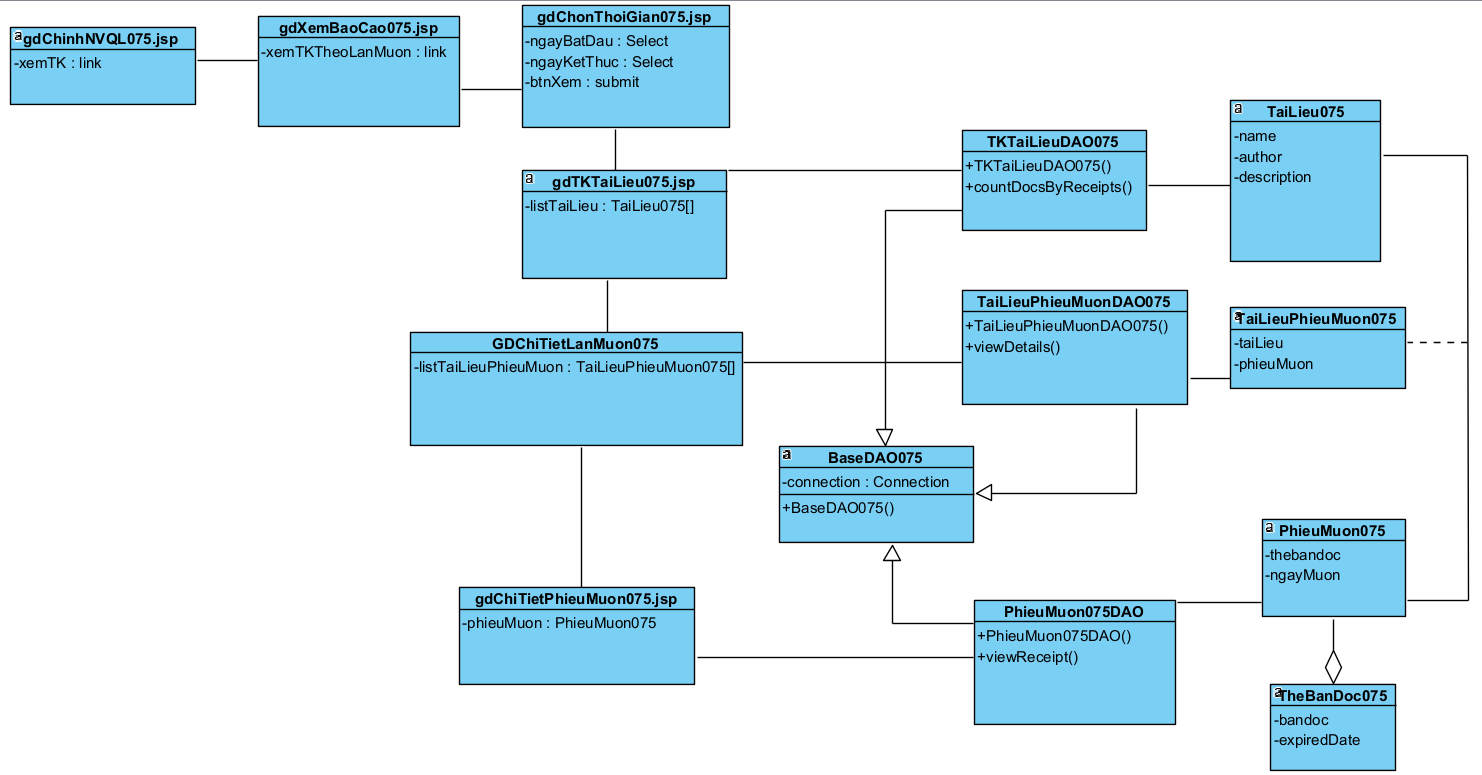 gdChinhNVQL075.jsp
-xemTK : link
gdXemBaoCao075.jsp
-xemTKTheoLanMuon : link
gdChonThoiGian075.jsp
-ngayBatDau : Select
-ngayKetThuc : Select
-btnXem : submit
gdTKTaiLieu075.jsp
-listTaiLieu : TaiLieu075[]
TKTaiLieuDAO075
+TKTaiLieuDAO075()
+countDocsByReceipts()
TaiLieu075
-name
-author
-description
GDChiTietLanMuon075
-listTaiLieuPhieuMuon : TaiLieuPhieuMuon075[]
TaiLieuPhieuMuonDAO075
+TaiLieuPhieuMuonDAO075()
+viewDetails()
TaiLieuPhieuMuon075
-taiLieu
-phieuMuon
BaseDAO075
-connection : Connection
+BaseDAO075()
gdChiTietPhieuMuon075.jsp
-phieuMuon : PhieuMuon075
PhieuMuon075DAO
+PhieuMuon075DAO()
+viewReceipt()
PhieuMuon075
-thebandoc
-ngayMuon
TheBanDoc075
-bandoc
-expiredDate